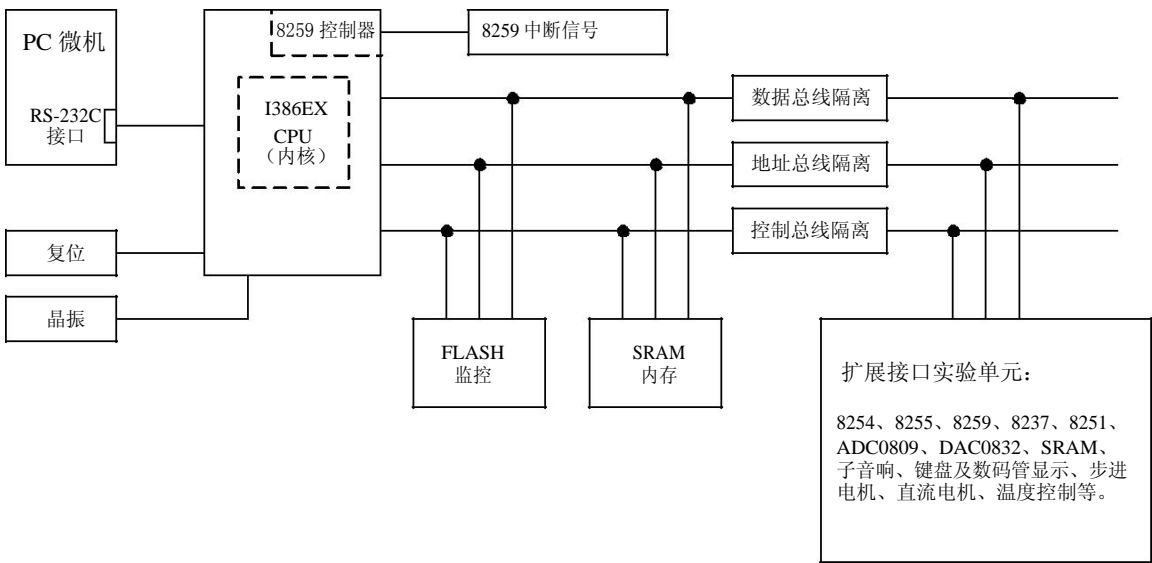 PC 微机
RS-232C
接口
复位
晶振
8259 控制器
I386EX
CPU
（内核）
8259 中断信号
数据总线隔离
地址总线隔离
控制总线隔离
FLASH
监控
SRAM
内存
扩展接口实验单元：
8254、8255、8259、8237、8251、
ADC0809、DAC0832、SRAM、
子音响、键盘及数码管显示、步进
电机、直流电机、温度控制等。